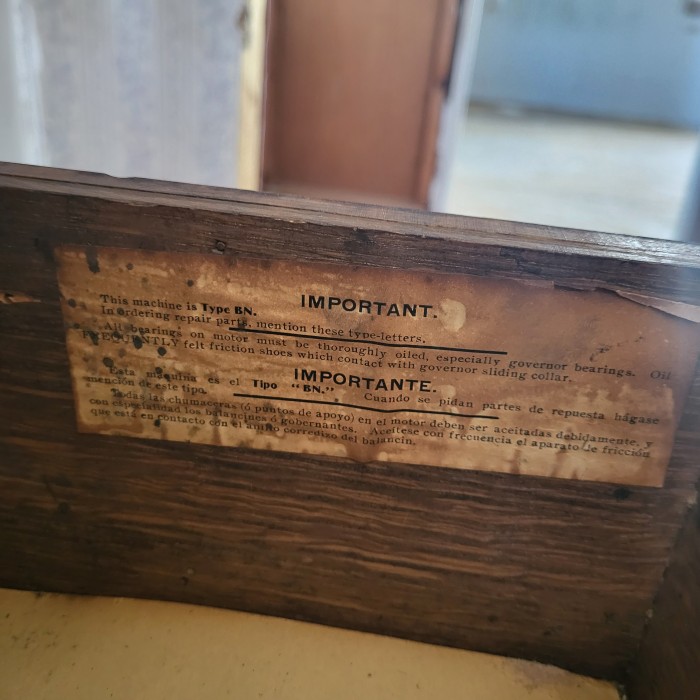 IMPORTANT.
This machine is Type BN.
In ordering repair parts, mention these type-letters.
All bearings on motor must be thoroughly oiled, especially governor bearings. Oil
FREQUENTLY felt friction shoes which contact with governor sliding collar.
IMPORTANTE.
Esta máquina es el Tipo "BN." Cuando se pidan partes de repuesta hágase
mención de este tipo.
Todas las chumaceras (ó puntos de apoyo) en el motor deben ser aceitadas debidamente, y
con especialidad los balancines ó gobernantes. Aceitese con frecuencia el aparato de fricción
que está en contacto con el anillo corredizo del balancin.